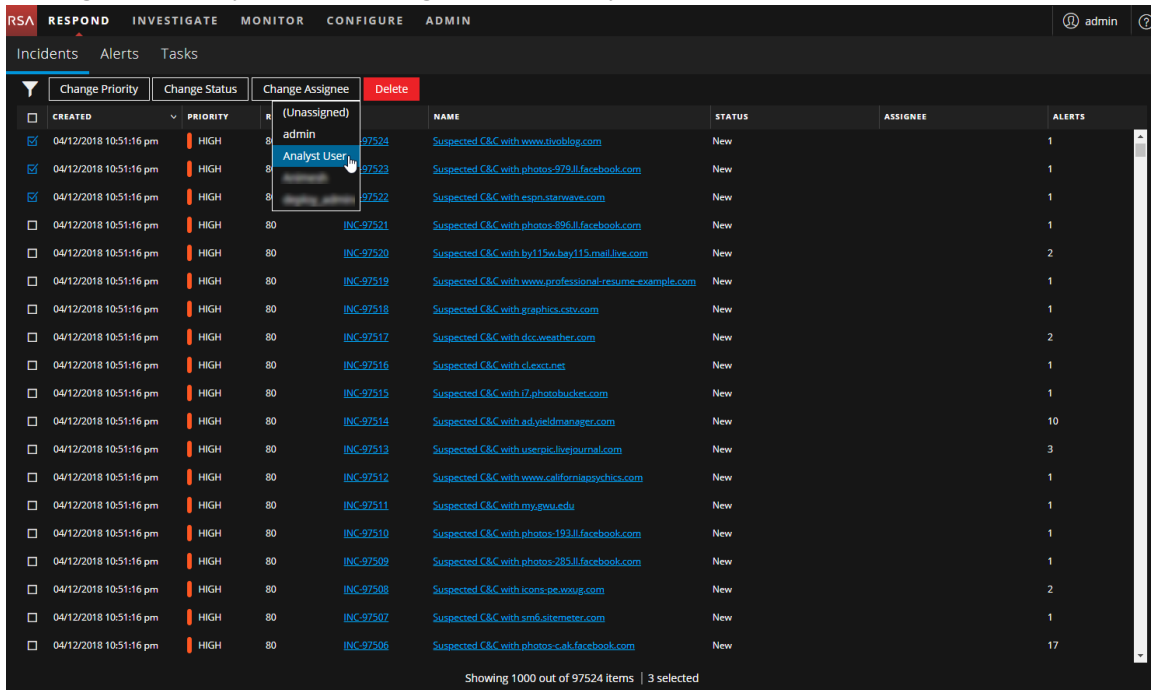 RSA RESPOND INVESTIGATE MONITOR CONFIGURE ADMIN admin
Incidents Alerts Tasks
Change Priority Change Status Change Assignee Delete
(Unassigned)
admin
Analyst User
CREATED PRIORITY R NAME STATUS ASSIGNEE ALERTS
04/12/2018 10:51:16 pm HIGH 8 -97524 Suspected C&C with www.tivoblog.com New 1
04/12/2018 10:51:16 pm HIGH 8 97523 Suspected C&C with photos-979.ll.facebook.com New 1
04/12/2018 10:51:16 pm HIGH 8 97522 Suspected C&C with espn.starwave.com New 1
04/12/2018 10:51:16 pm HIGH 80 INC-97521 Suspected C&C with photos-896.ll.facebook.com New 1
04/12/2018 10:51:16 pm HIGH 80 INC-97520 Suspected C&C with by115w.bay115.mail.live.com New 2
04/12/2018 10:51:16 pm HIGH 80 INC-97519 Suspected C&C with www.professional-resume-example.com New 1
04/12/2018 10:51:16 pm HIGH 80 INC-97518 Suspected C&C with graphics.cstv.com New 1
04/12/2018 10:51:16 pm HIGH 80 INC-97517 Suspected C&C with dcc.weather.com New 2
04/12/2018 10:51:16 pm HIGH 80 INC-97516 Suspected C&C with cl.exct.net New 1
04/12/2018 10:51:16 pm HIGH 80 INC-97515 Suspected C&C with i7.photobucket.com New 1
04/12/2018 10:51:16 pm HIGH 80 INC-97514 Suspected C&C with ad.yieldmanager.com New 10
04/12/2018 10:51:16 pm HIGH 80 INC-97513 Suspected C&C with userpic.livejournal.com New 3
04/12/2018 10:51:16 pm HIGH 80 INC-97512 Suspected C&C with www.californiapsychics.com New 1
04/12/2018 10:51:16 pm HIGH 80 INC-97511 Suspected C&C with my.gwu.edu New 1
04/12/2018 10:51:16 pm HIGH 80 INC-97510 Suspected C&C with photos-193.ll.facebook.com New 1
04/12/2018 10:51:16 pm HIGH 80 INC-97509 Suspected C&C with photos-285.ll.facebook.com New 1
04/12/2018 10:51:16 pm HIGH 80 INC-97508 Suspected C&C with icons-pe.wxug.com New 2
04/12/2018 10:51:16 pm HIGH 80 INC-97507 Suspected C&C with sm6.sitemeter.com New 1
04/12/2018 10:51:16 pm HIGH 80 INC-97506 Suspected C&C with photos-c.ak.facebook.com New 17
Showing 1000 out of 97524 items | 3 selected